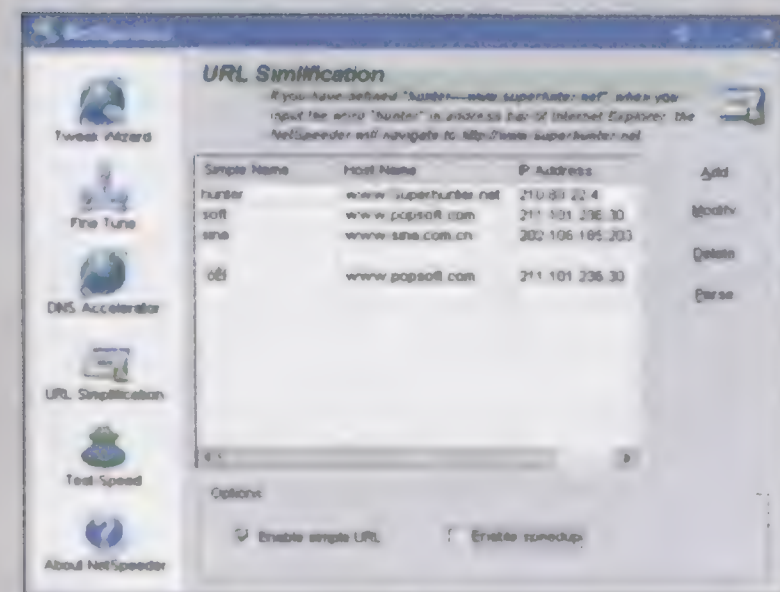 URL Simlification
If you have defined "hunter---www.superhunter.net", when you
input the word "hunter" in address bar of Internet Explorer, the
NetSpeeder will navigate to http://www.superhunter.net
Tweak Wizard
Fine Tune
DNS Accelerator
URL Simplification
Test Speed
About NetSpeeder
Simple Name Host Name IP Address
hunter www.superhunter.net
soft www.popsoft.com 211.101.236.30
sina www.sina.com.cn 202.106.185.203
www.popsoft.com 211.101.236.30
Add
Modify
Delete
Parse
Options
Enable simple URL Enable speedup